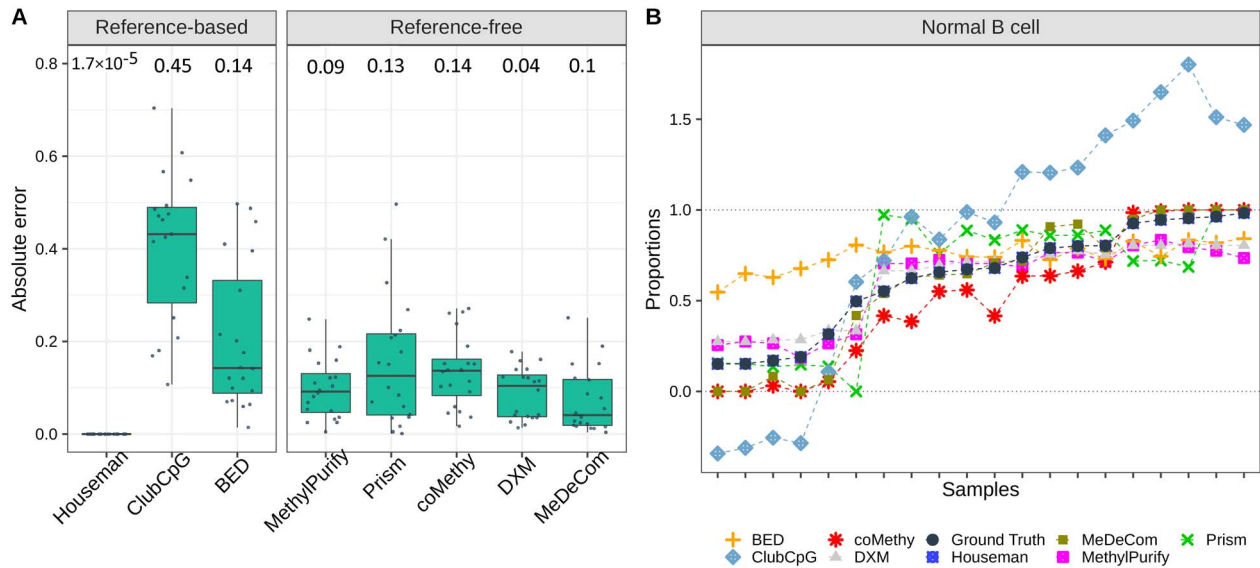 A
Reference-based
Reference-free
1.7×10-5
0.45
0.14
0.09
0.13
0.14
0.04
0.1
Absolute error
0.8
0.6
0.4
0.2
0.0
Houseman
ClubCpG
BED
MethylPurify
Prism
coMethy
DXM
MeDeCom
B
Normal B cell
Proportions
1.5
1.0
0.5
0.0
Samples
BED
coMethy
Ground Truth
MeDeCom
Prism
ClubCpG
DXM
Houseman
MethylPurify